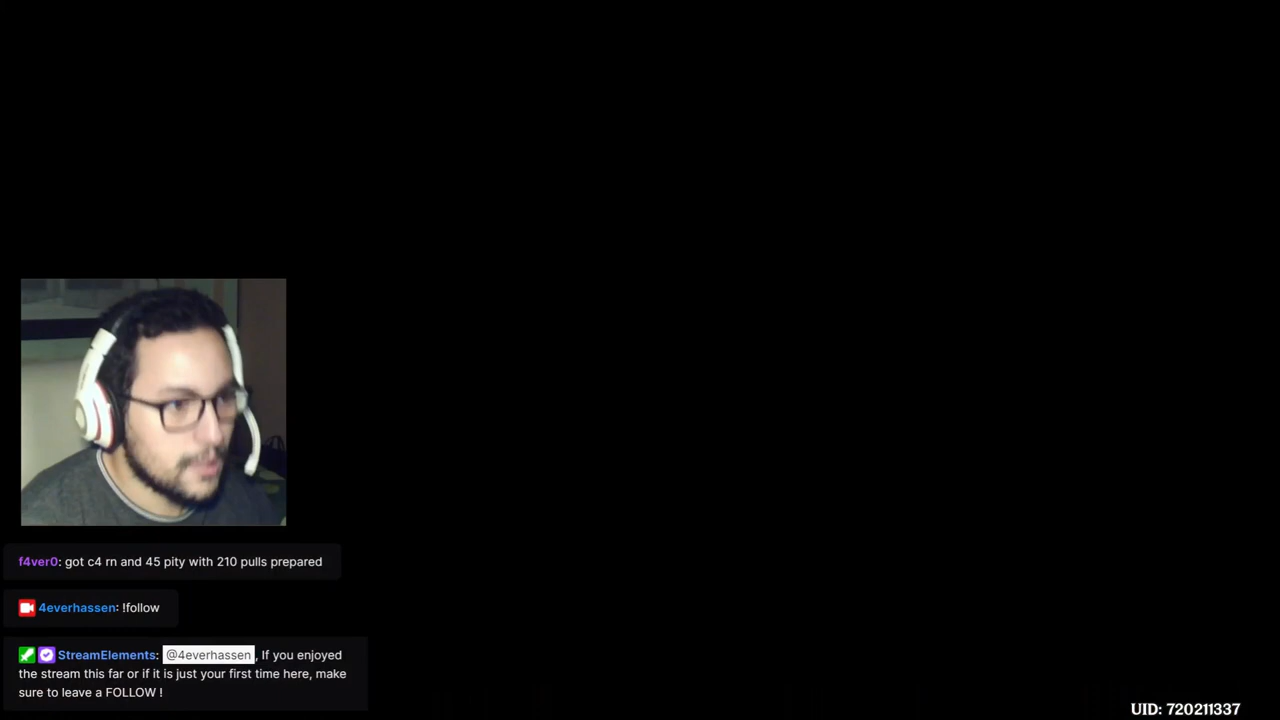 f4ver0: got c4 rn and 45 pity with 210 pulls prepared
4everhassen: !follow
StreamElements: @4everhassen, If you enjoyed
the stream this far or if it is just your first time here, make
sure to leave a FOLLOW !
UID: 720211337